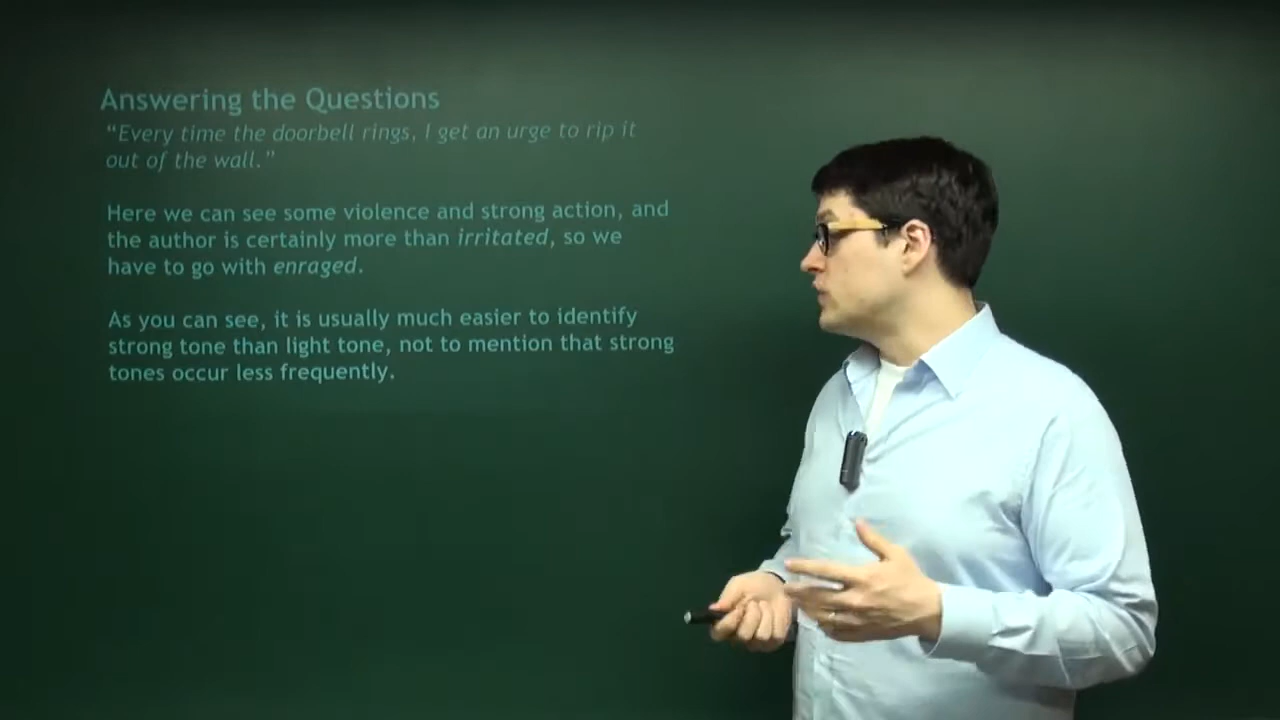 Answering the Questions
“Every time the doorbell rings, I get an urge to rip it
out of the wall.”
Here we can see some violence and strong action, and
the author is certainly more than irritated, so we
have to go with enraged.
As you can see, it is usually much easier to identify
strong tone than light tone, not to mention that strong
tones occur less frequently.